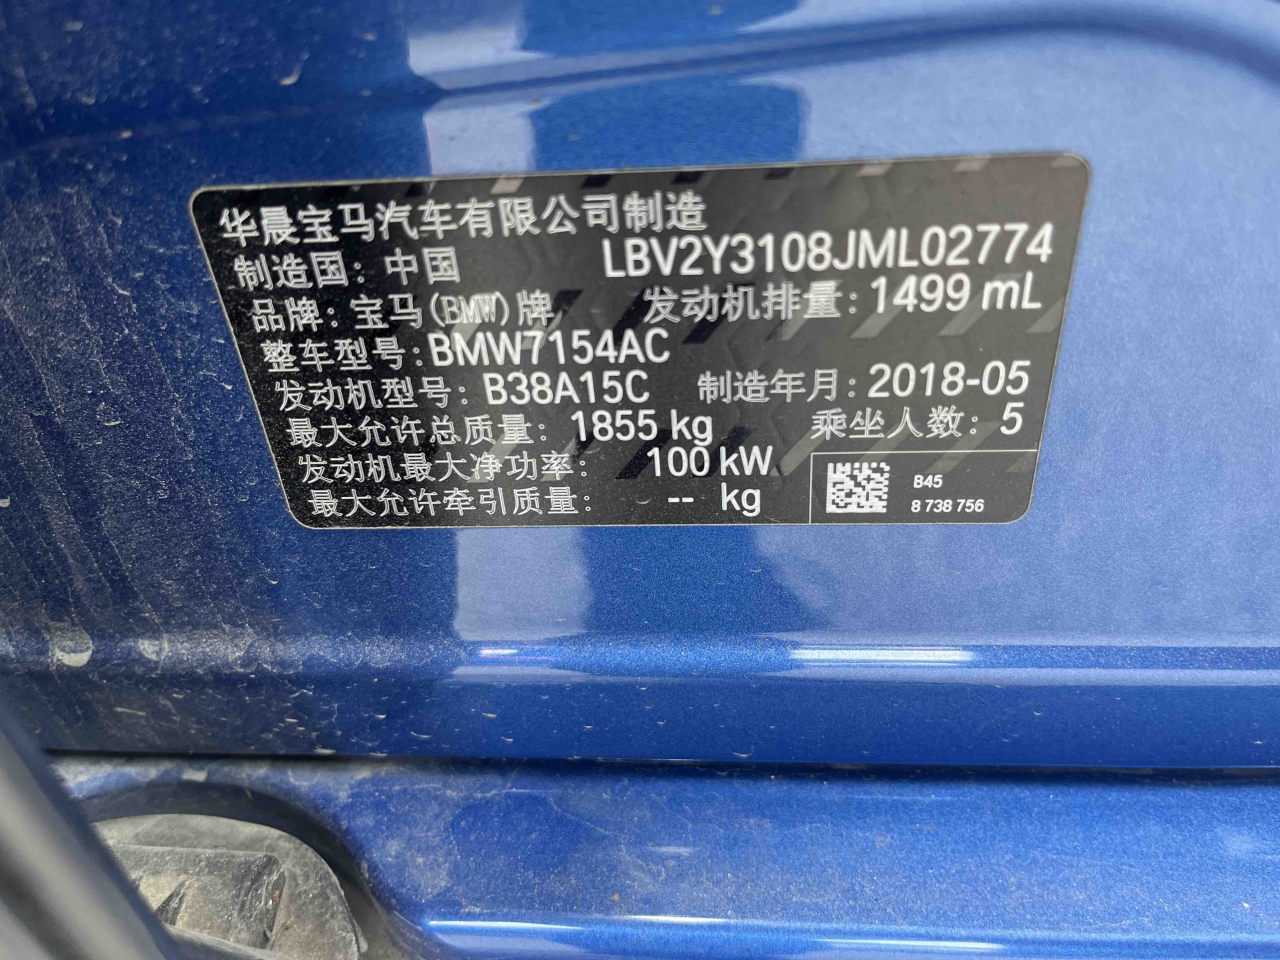 华晨宝马汽车有限公司制造
制造国：中国 LBV2Y3108JML02774
品牌：宝马(BMW)牌 发动机排量：1499 mL
整车型号：BMW7154AC
发动机型号：B38A15C 制造年月：2018-05
最大允许总质量：1855 kg 乘坐人数：5
发动机最大净功率：100 kW
最大允许牵引质量：-- kg
B45
8 738 756